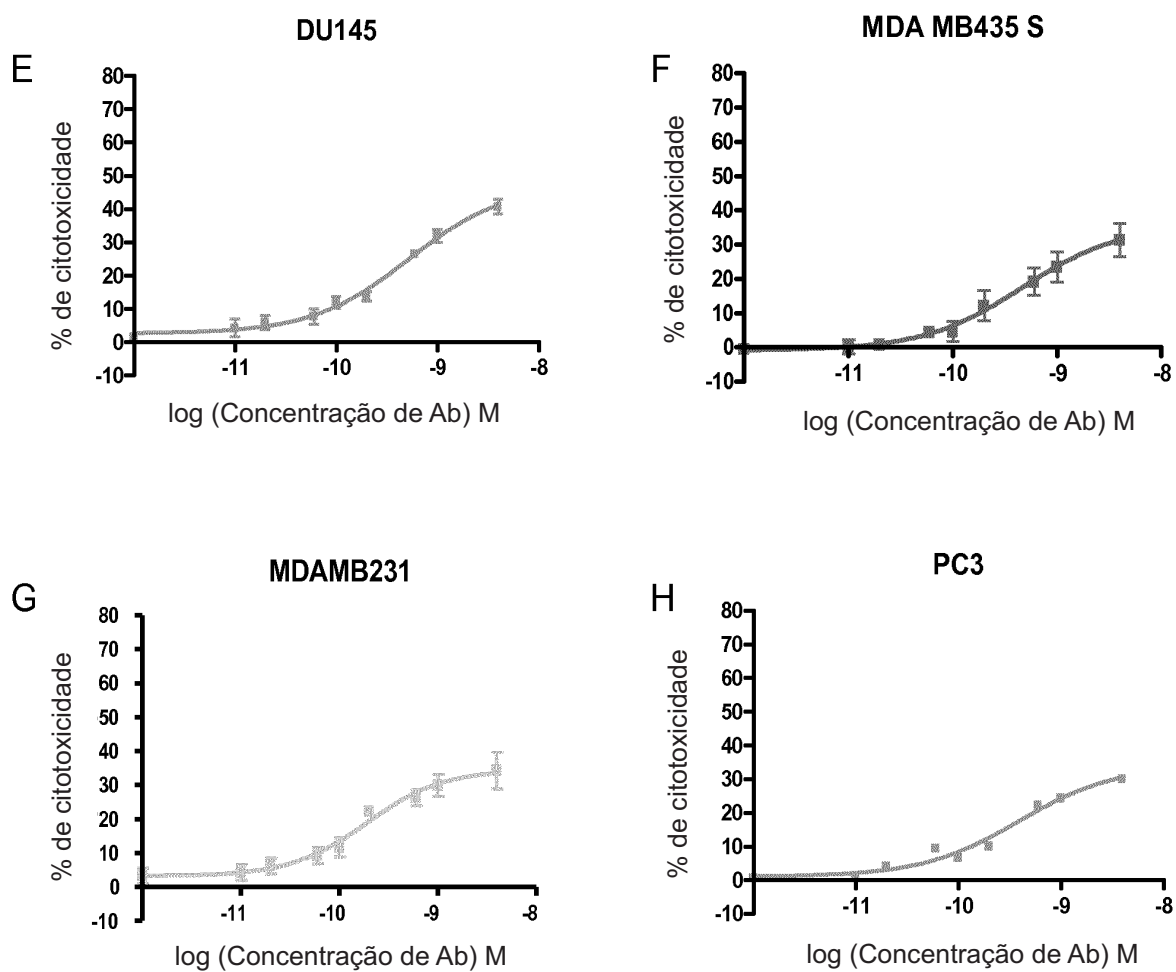 DU145
E
80
70
60
50
40
30
20
10
0
-10
% de citotoxicidade
-11 -10 -9 -8
log (Concentração de Ab) M
MDA MB435 S
F
80
70
60
50
40
30
20
10
0
-10
% de citotoxicidade
-11 -10 -9 -8
log (Concentração de Ab) M
MDAMB231
G
80
70
60
50
40
30
20
10
0
-10
% de citotoxicidade
-11 -10 -9 -8
log (Concentração de Ab) M
PC3
H
80
70
60
50
40
30
20
10
0
-10
% de citotoxicidade
-11 -10 -9 -8
log (Concentração de Ab) M